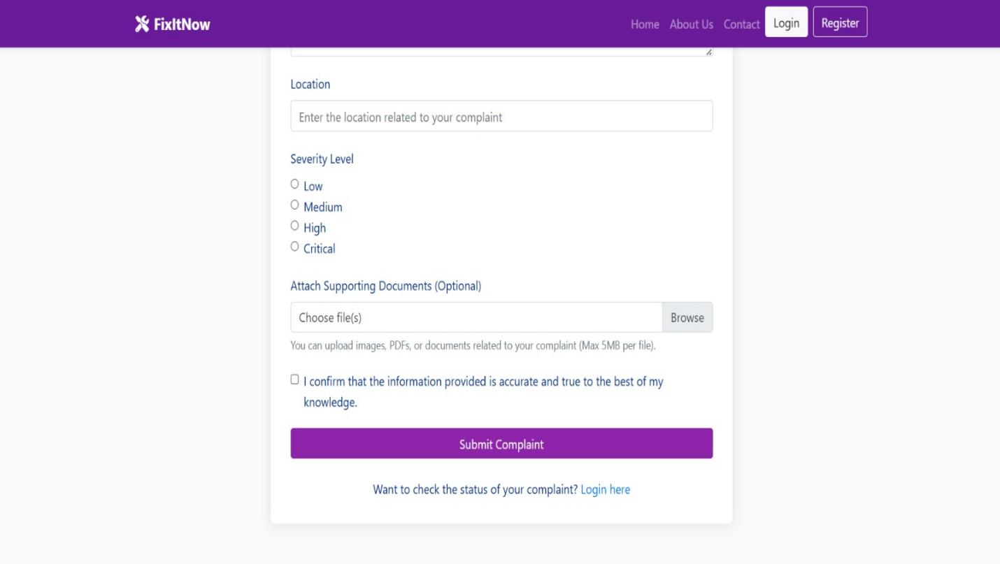 FixItNow
Home About Us Contact Login Register
Location
Enter the location related to your complaint
Severity Level
Low
Medium
High
Critical
Attach Supporting Documents (Optional)
Choose file(s) Browse
You can upload images, PDFs, or documents related to your complaint (Max 5MB per file).
I confirm that the information provided is accurate and true to the best of my
knowledge.
Submit Complaint
Want to check the status of your complaint? Login here